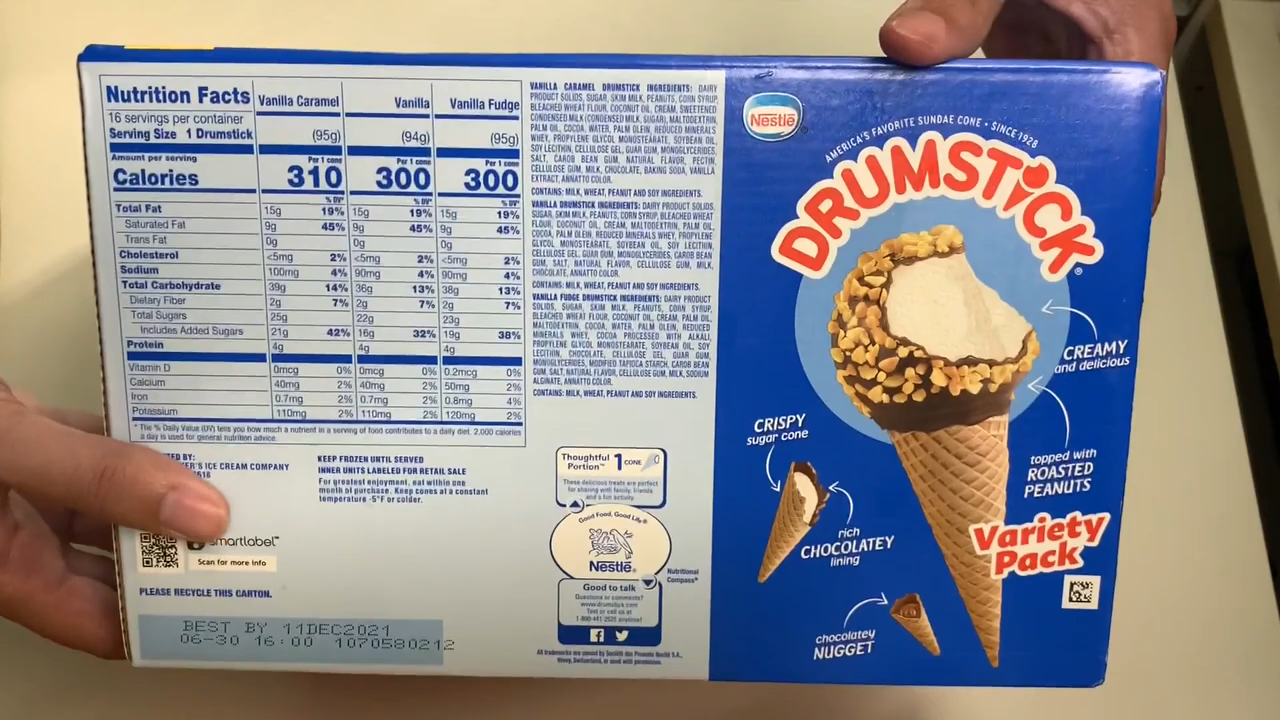 Nutrition Facts
16 servings per container
Serving Size 1 Drumstick
Vanilla Caramel Vanilla Vanilla Fudge
(95g) (94g) (95g)
Amount per serving Per 1 cone Per 1 cone Per 1 cone
Calories 310 300 300
% DV* % DV* % DV*
Total Fat 15g 19% 15g 19% 15g 19%
Saturated Fat 9g 45% 9g 45% 9g 45%
Trans Fat 0g 0g 0g
Cholesterol <5mg 2% <5mg 2% <5mg 2%
Sodium 100mg 4% 90mg 4% 90mg 4%
Total Carbohydrate 39g 14% 36g 13% 38g 13%
Dietary Fiber 2g 7% 2g 7% 2g 7%
Total Sugars 25g 22g 23g
Includes Added Sugars 21g 42% 16g 32% 19g 38%
Protein 4g 4g 4g
Vitamin D 0mcg 0% 0mcg 0% 0.2mcg 0%
Calcium 40mg 2% 40mg 2% 50mg 2%
Iron 0.7mg 2% 0.7mg 2% 0.8mg 4%
Potassium 110mg 2% 110mg 2% 120mg 2%
* The % Daily Value (DV) tells you how much a nutrient in a serving of food contributes to a daily diet. 2,000 calories
a day is used for general nutrition advice.
BY:
ICE CREAM COMPANY
KEEP FROZEN UNTIL SERVED
INNER UNITS LABELED FOR RETAIL SALE
For greatest enjoyment, eat within one
month of purchase. Keep cones at a constant
temperature -5°F or colder.
smartlabel™
Scan for more info
PLEASE RECYCLE THIS CARTON.
BEST BY 11DEC2021
06-30 16:00 1070580212
VANILLA CARAMEL DRUMSTICK INGREDIENTS: DAIRY
PRODUCT SOLIDS, SUGAR, SKIM MILK, PEANUTS, CORN SYRUP,
BLEACHED WHEAT FLOUR, COCONUT OIL, CREAM, SWEETENED
CONDENSED MILK (CONDENSED MILK, SUGAR), MALTODEXTRIN,
PALM OIL, COCOA, WATER, PALM OLEIN, REDUCED MINERALS
WHEY, PROPYLENE GLYCOL MONOSTEARATE, SOYBEAN OIL,
SOY LECITHIN, CELLULOSE GEL, GUAR GUM, MONOGLYCERIDES,
SALT, CAROB BEAN GUM, NATURAL FLAVOR, PECTIN,
CELLULOSE GUM, MILK, CHOCOLATE, BAKING SODA, VANILLA
EXTRACT, ANNATTO COLOR.
CONTAINS: MILK, WHEAT, PEANUT AND SOY INGREDIENTS.
VANILLA DRUMSTICK INGREDIENTS: DAIRY PRODUCT SOLIDS,
SUGAR, SKIM MILK, PEANUTS, CORN SYRUP, BLEACHED WHEAT
FLOUR, COCONUT OIL, CREAM, MALTODEXTRIN, PALM OIL,
COCOA, PALM OLEIN, REDUCED MINERALS WHEY, PROPYLENE
GLYCOL MONOSTEARATE, SOYBEAN OIL, SOY LECITHIN,
CELLULOSE GEL, GUAR GUM, MONOGLYCERIDES, CAROB BEAN
GUM, SALT, NATURAL FLAVOR, CELLULOSE GUM, MILK,
CHOCOLATE, ANNATTO COLOR.
CONTAINS: MILK, WHEAT, PEANUT AND SOY INGREDIENTS.
VANILLA FUDGE DRUMSTICK INGREDIENTS: DAIRY PRODUCT
SOLIDS, SUGAR, SKIM MILK, PEANUTS, CORN SYRUP,
BLEACHED WHEAT FLOUR, COCONUT OIL, CREAM, PALM OIL,
MALTODEXTRIN, COCOA, WATER, PALM OLEIN, REDUCED
MINERALS WHEY, COCOA PROCESSED WITH ALKALI,
PROPYLENE GLYCOL MONOSTEARATE, SOYBEAN OIL, SOY
LECITHIN, CHOCOLATE, CELLULOSE GEL, GUAR GUM,
MONOGLYCERIDES, MODIFIED TAPIOCA STARCH, CAROB BEAN
GUM, SALT, NATURAL FLAVOR, CELLULOSE GUM, MILK, SODIUM
ALGINATE, ANNATTO COLOR.
CONTAINS: MILK, WHEAT, PEANUT AND SOY INGREDIENTS.
Thoughtful
Portion™ 1 CONE
These delicious treats are perfect
for sharing with family, friends
and a fun activity.
Good Food, Good Life®
Nestlé®
Nutritional
Compass®
Good to talk
Questions or comments?
www.drumstick.com
Text or call us at
1-800-441-2525 anytime!
All trademarks are owned by Société des Produits Nestlé S.A.,
Vevey, Switzerland, or used with permission.
Nestlé
AMERICA'S FAVORITE SUNDAE CONE • SINCE 1928
DRUMSTICK®
CREAMY
and delicious
CRISPY
sugar cone
topped with
ROASTED
PEANUTS
rich
CHOCOLATEY
lining
Variety
Pack
chocolatey
NUGGET